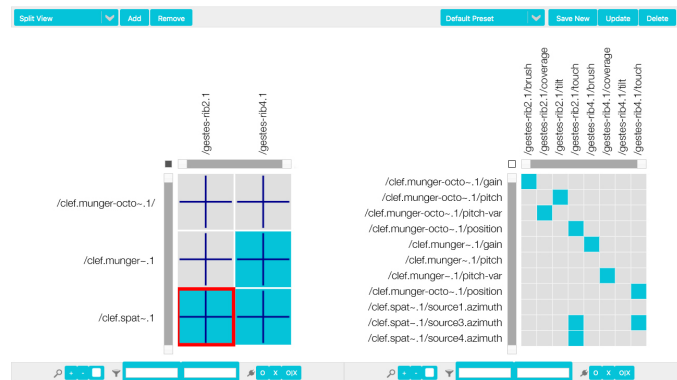 Split View
Add
Remove
Default Preset
Save New
Update
Delete
/gestes-rib2.1
/gestes-rib4.1
/clef.munger-octo~.1/
/clef.munger~.1
/clef.spat~.1
/gestes-rib2.1/brush
/gestes-rib2.1/coverage
/gestes-rib2.1/tilt
/gestes-rib2.1/touch
/gestes-rib4.1/brush
/gestes-rib4.1/coverage
/gestes-rib4.1/tilt
/gestes-rib4.1/touch
/clef.munger-octo~.1/gain
/clef.munger-octo~.1/pitch
/clef.munger-octo~.1/pitch-var
/clef.munger-octo~.1/position
/clef.munger~.1/gain
/clef.munger~.1/pitch
/clef.munger~.1/pitch-var
/clef.munger-octo~.1/position
/clef.spat~.1/source1.azimuth
/clef.spat~.1/source3.azimuth
/clef.spat~.1/source4.azimuth
+ - O X O|X
+ - O X O|X